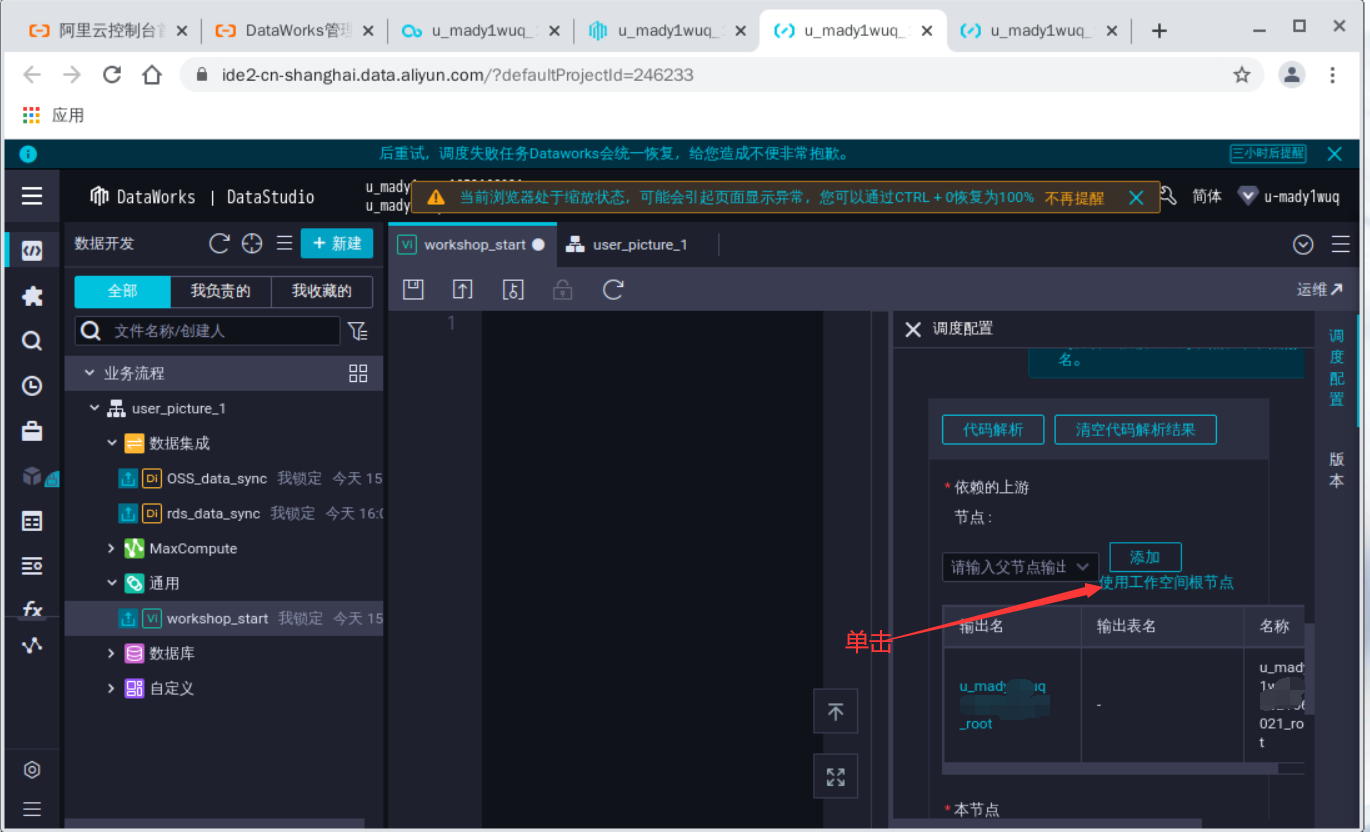 阿里云控制台首
DataWorks管理
u_mady1wuq_
u_mady1wuq_
u_mady1wuq_
u_mady1wuq_
ide2-cn-shanghai.data.aliyun.com/?defaultProjectId=246233
应用
后重试，调度失败任务Dataworks会统一恢复，给您造成不便非常抱歉。
三小时后提醒
DataWorks | DataStudio
u_mady
u_mady
当前浏览器处于缩放状态，可能会引起页面显示异常，您可以通过CTRL + 0恢复为100% 不再提醒
简体
u-mady1wuq
数据开发
+ 新建
Vi workshop_start
user_picture_1
全部
我负责的
我收藏的
运维
文件名称/创建人
1
调度配置
名。
调度配置
版本
业务流程
user_picture_1
数据集成
Di OSS_data_sync 我锁定 今天 15
Di rds_data_sync 我锁定 今天 16:0
MaxCompute
通用
Vi workshop_start 我锁定 今天 15
数据库
自定义
fx
代码解析
清空代码解析结果
* 依赖的上游
节点 :
请输入父节点输出
添加
使用工作空间根节点
单击
输出名
输出表名
名称
_root
-
u_mady
021_ro
t
* 本节点